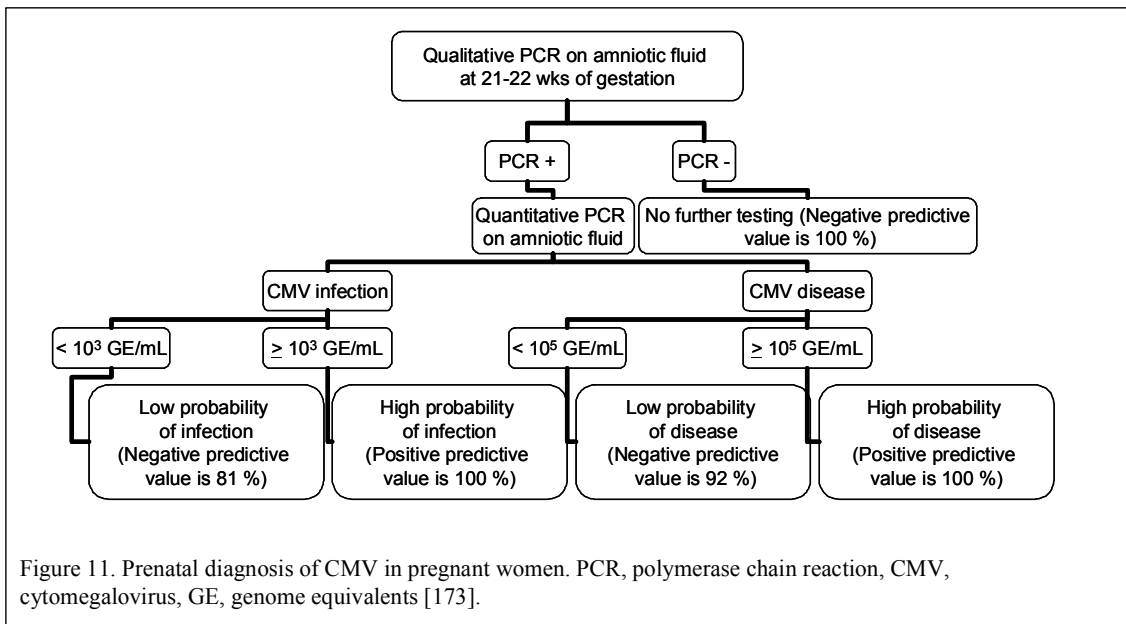 Qualitative PCR on amniotic fluid
at 21-22 wks of gestation
PCR +
PCR -
Quantitative PCR
on amniotic fluid
No further testing (Negative predictive
value is 100 %)
CMV infection
CMV disease
< 10³ GE/mL
≥ 10³ GE/mL
< 10⁵ GE/mL
≥ 10⁵ GE/mL
Low probability
of infection
(Negative predictive
value is 81 %)
High probability
of infection
(Positive predictive
value is 100 %)
Low probability
of disease
(Negative predictive
value is 92 %)
High probability
of disease
(Positive predictive
value is 100 %)
Figure 11. Prenatal diagnosis of CMV in pregnant women. PCR, polymerase chain reaction, CMV,
cytomegalovirus, GE, genome equivalents [173].